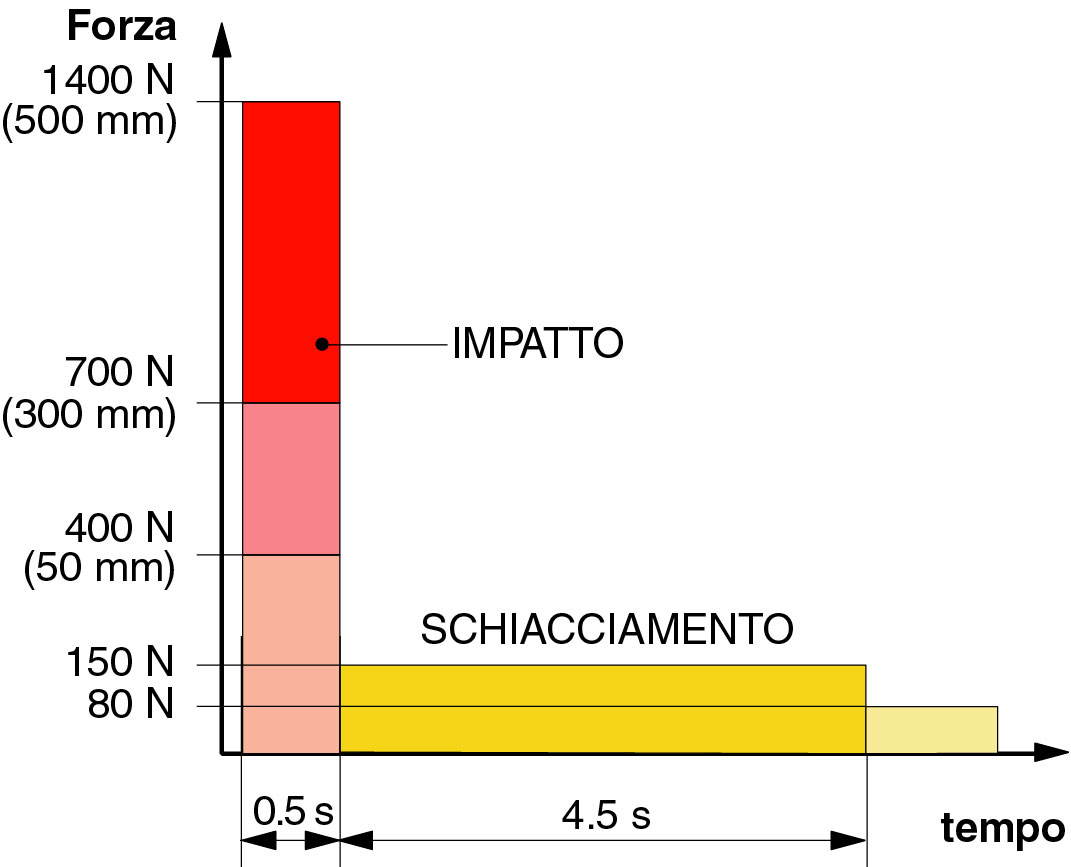 Forza
1400 N
(500 mm)
IMPATTO
700 N
(300 mm)
400 N
(50 mm)
SCHIACCIAMENTO
150 N
80 N
0.5 s
4.5 s
tempo